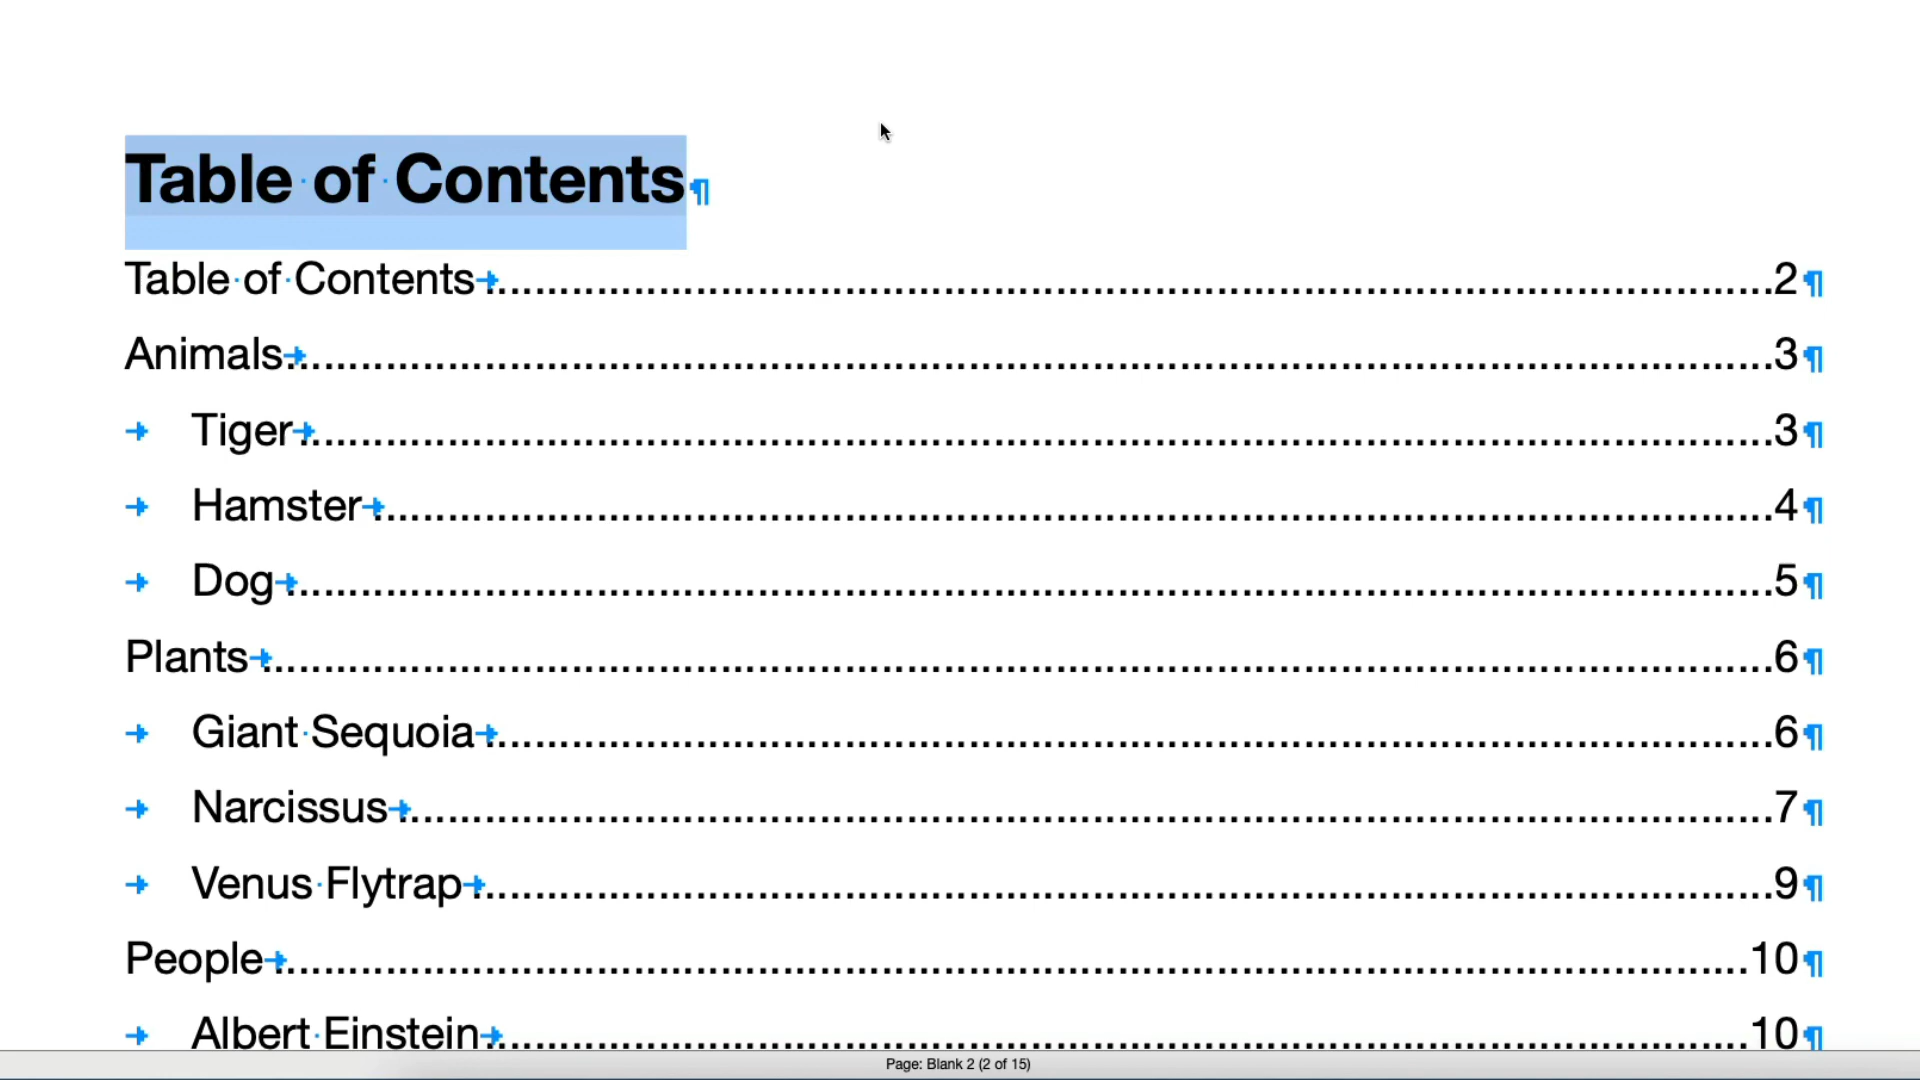 Table of Contents
Table of Contents..........2
Animals..........3
Tiger..........3
Hamster..........4
Dog..........5
Plants..........6
Giant Sequoia..........6
Narcissus..........7
Venus Flytrap..........9
People..........10
Albert Einstein..........10
Page: Blank 2 (2 of 15)